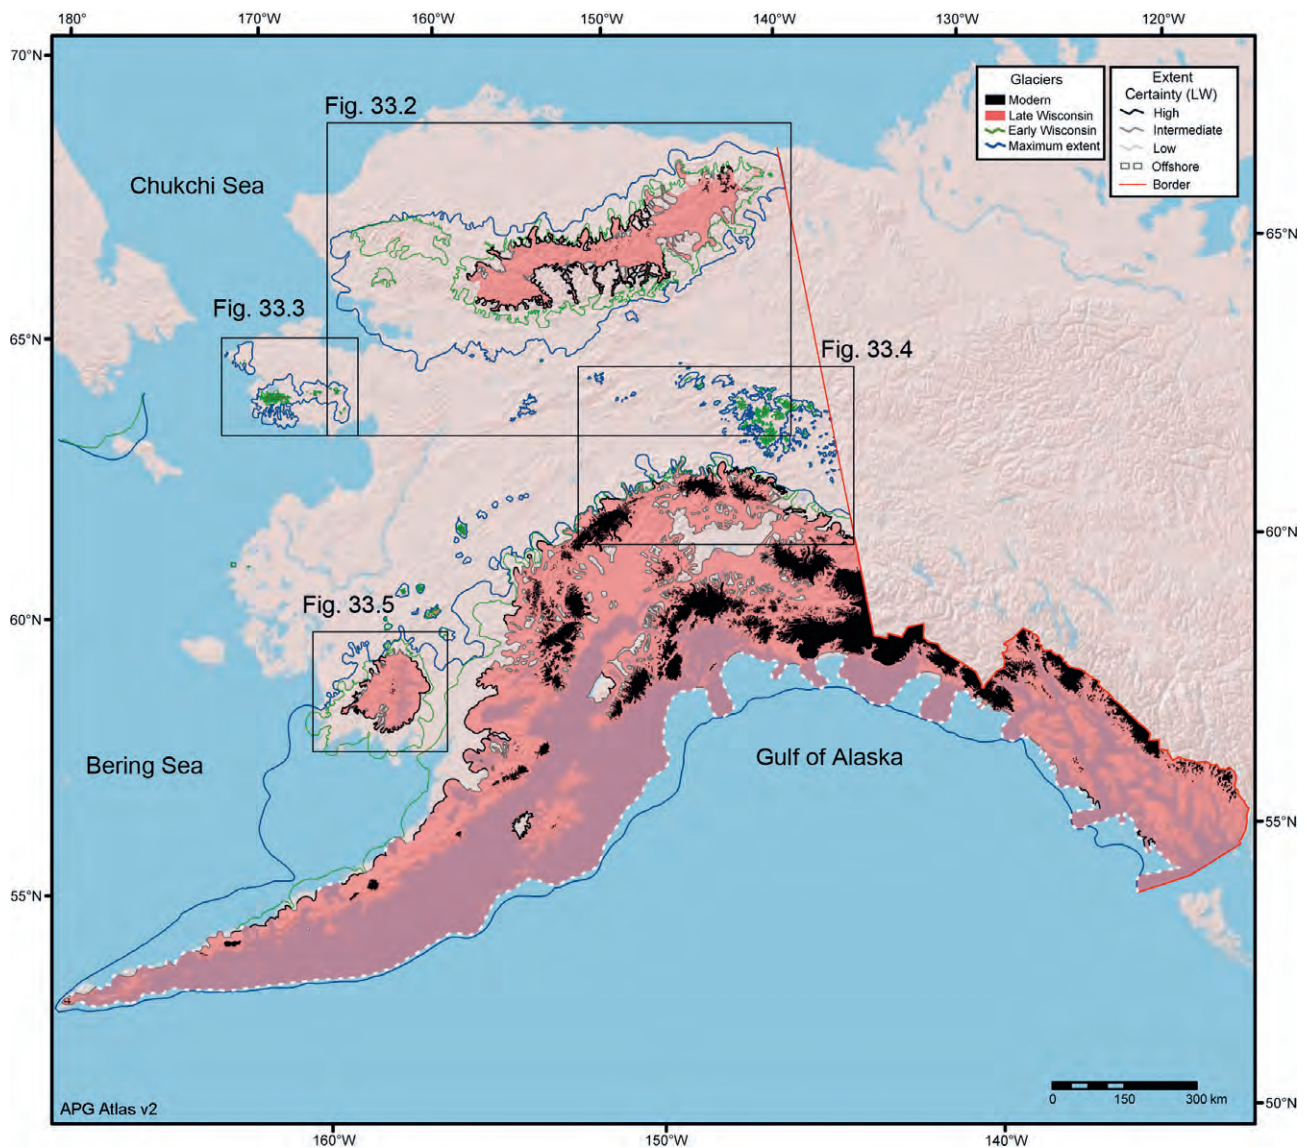 180° 170°W 160°W 150°W 140°W 130°W 120°W
70°N
Glaciers
Modern
Late Wisconsin
Early Wisconsin
Maximum extent
Extent
Certainty (LW)
High
Intermediate
Low
Offshore
Border
Fig. 33.2
Chukchi Sea
65°N
Fig. 33.3
65°N
Fig. 33.4
60°N
60°N
Fig. 33.5
Bering Sea
Gulf of Alaska
55°N
55°N
0 150 300 km
APG Atlas v2
50°N
160°W 150°W 140°W